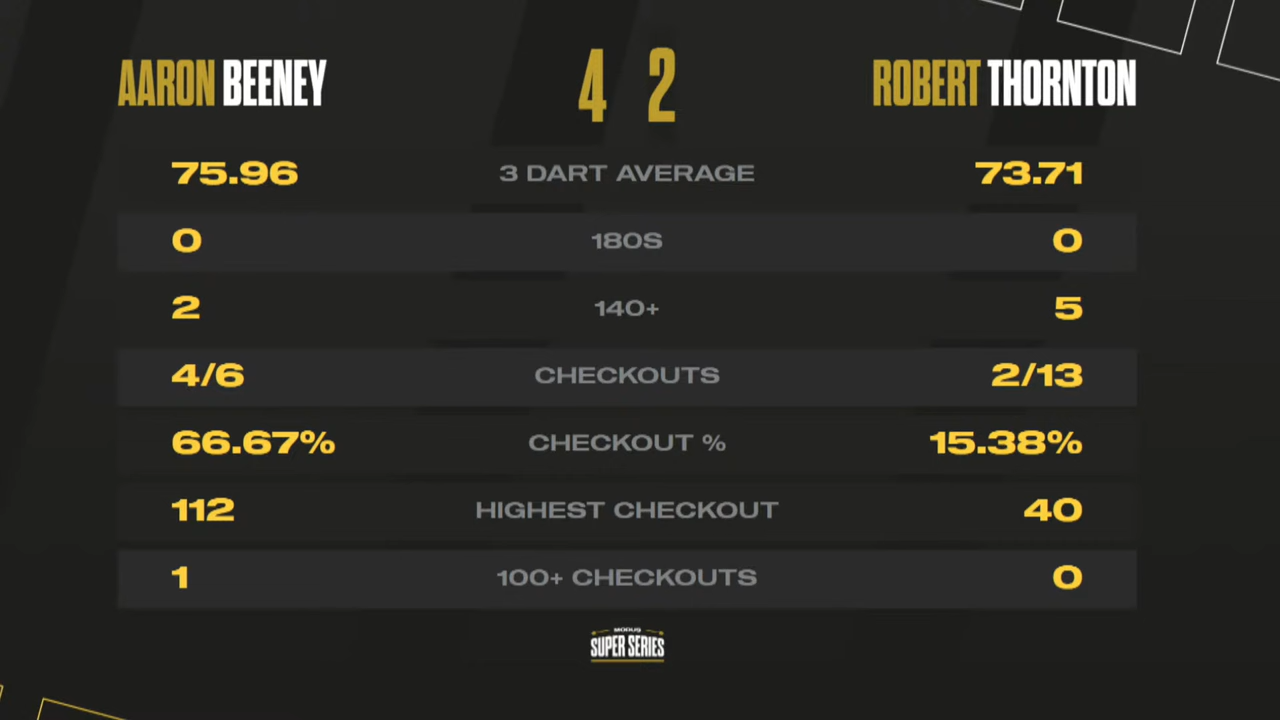 AARON BEENEY 4 2 ROBERT THORNTON
75.96 3 DART AVERAGE 73.71
0 180S 0
2 140+ 5
4/6 CHECKOUTS 2/13
66.67% CHECKOUT % 15.38%
112 HIGHEST CHECKOUT 40
1 100+ CHECKOUTS 0
MODUS
SUPER SERIES